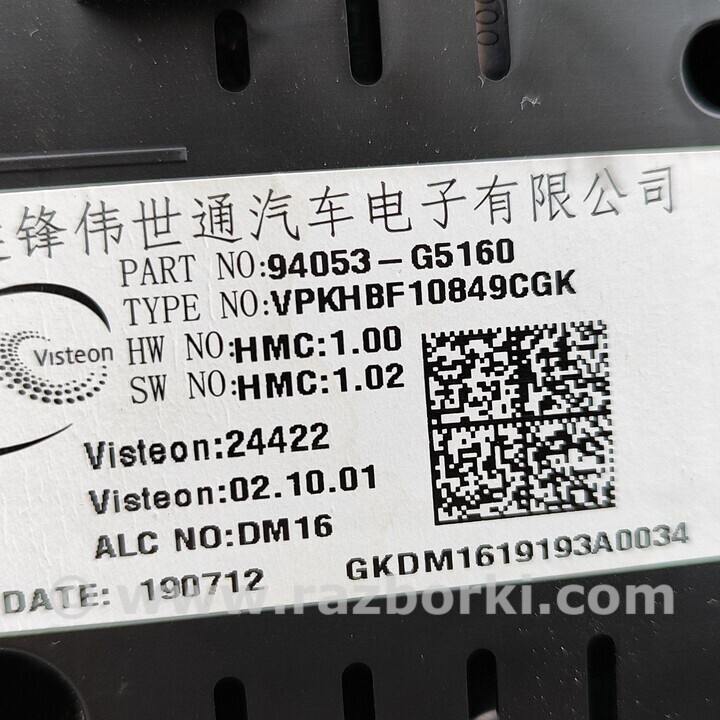 锋伟世通汽车电子有限公司
PART NO:94053-G5160
TYPE NO:VPKHBF10849CGK
Visteon
HW NO:HMC:1.00
SW NO:HMC:1.02
Visteon:24422
Visteon:02.10.01
ALC NO:DM16
DATE: 190712
GKDM1619193A0034
© www.razborki.com